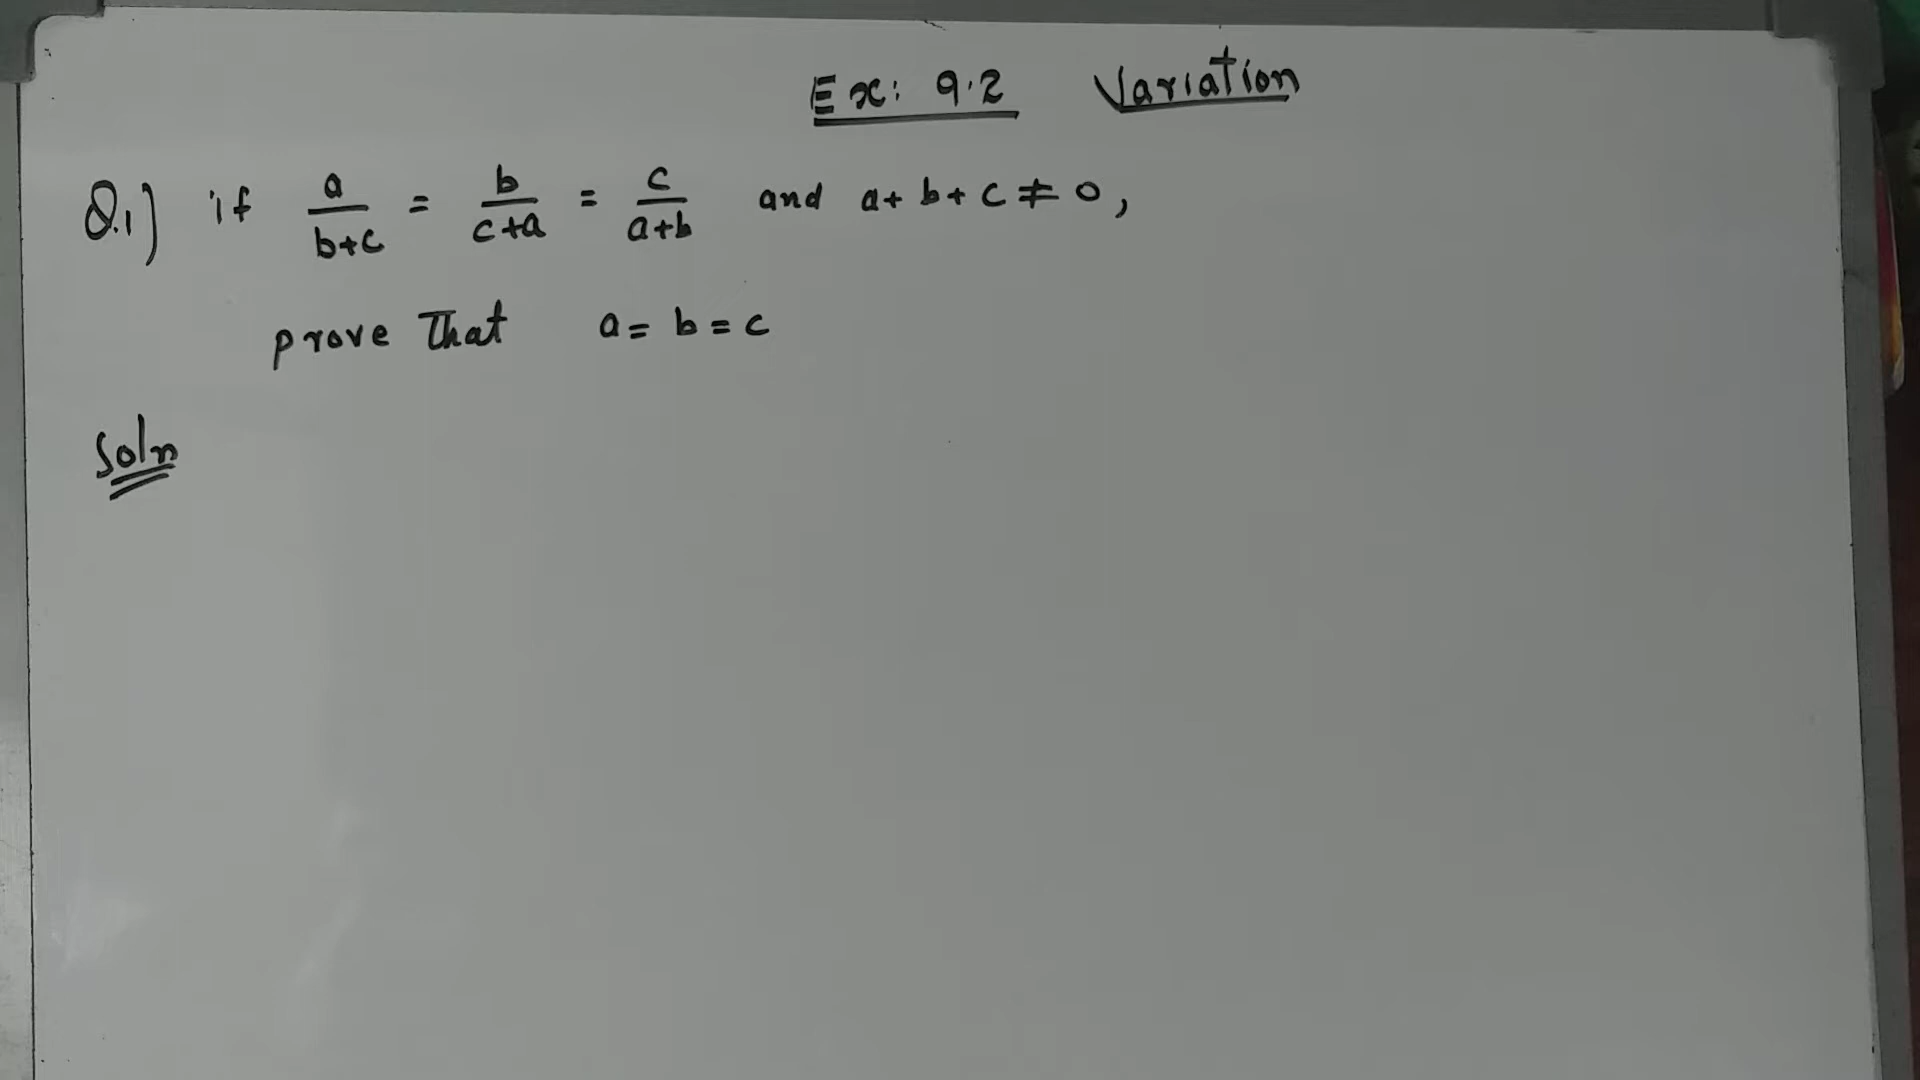 Ex: 9.2 Variation
Q.1) if a/b+c = b/c+a = c/a+b and a+b+c ≠ 0,
prove That a = b = c
Soln